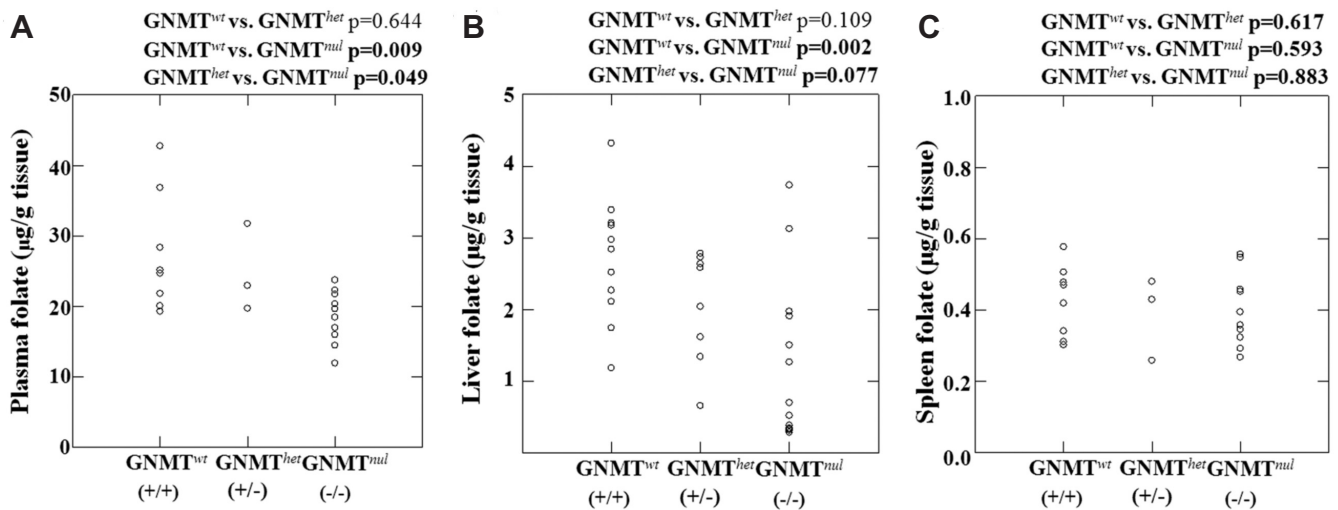 A
GNMTwt vs. GNMThet p=0.644
GNMTwt vs. GNMTnul p=0.009
GNMThet vs. GNMTnul p=0.049
Plasma folate (µg/g tissue)
50
40
30
20
10
0
GNMTwt GNMThet GNMTnul
(+/+) (+/-) (-/-)
B
GNMTwt vs. GNMThet p=0.109
GNMTwt vs. GNMTnul p=0.002
GNMThet vs. GNMTnul p=0.077
Liver folate (µg/g tissue)
5
4
3
2
1
GNMTwt GNMThet GNMTnul
(+/+) (+/-) (-/-)
C
GNMTwt vs. GNMThet p=0.617
GNMTwt vs. GNMTnul p=0.593
GNMThet vs. GNMTnul p=0.883
Spleen folate (µg/g tissue)
1.0
0.8
0.6
0.4
0.2
0.0
GNMTwt GNMThet GNMTnul
(+/+) (+/-) (-/-)